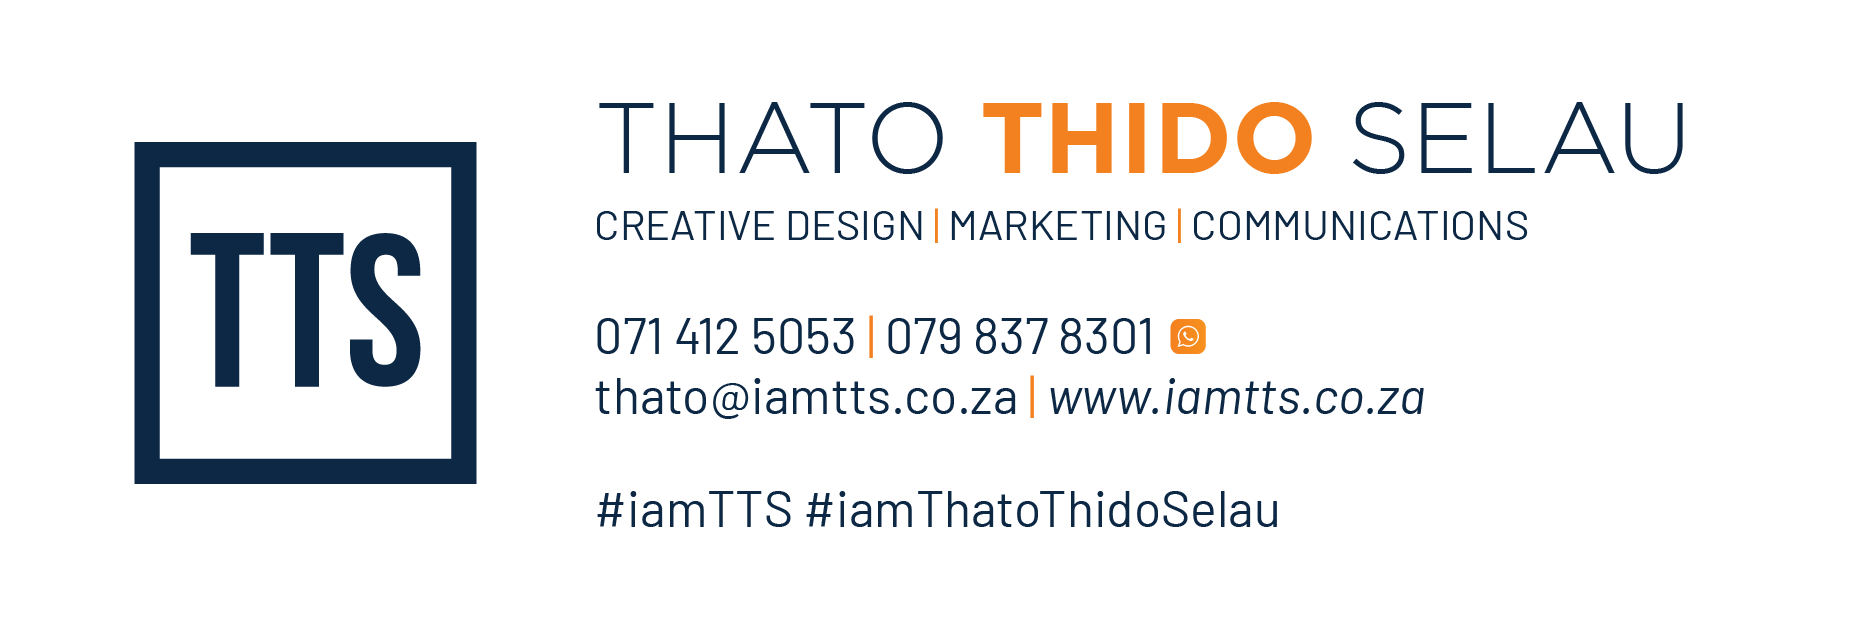 TTS
THATO THIDO SELAU
CREATIVE DESIGN | MARKETING | COMMUNICATIONS
071 412 5053 | 079 837 8301
thato@iamtts.co.za | www.iamtts.co.za
#iamTTS #iamThatoThidoSelau